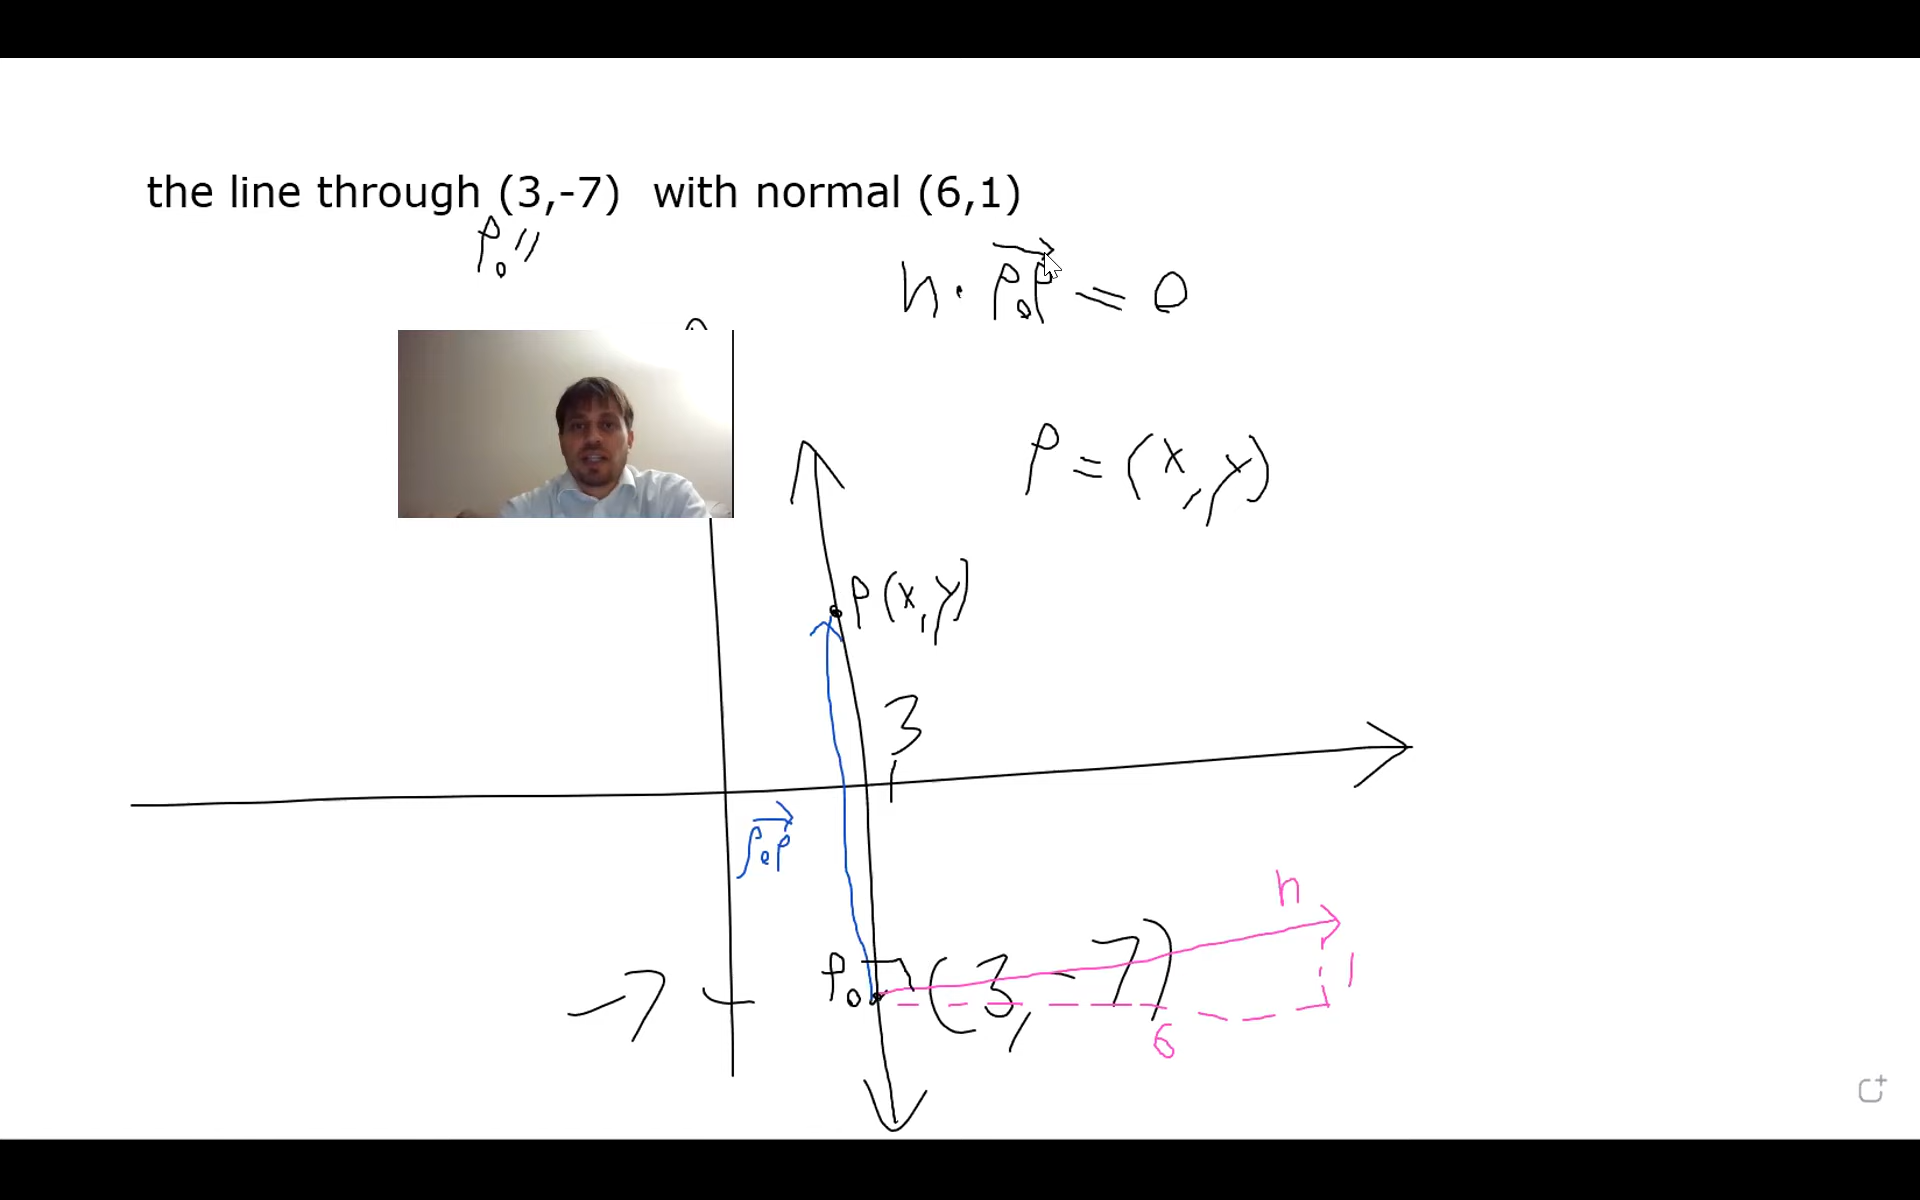 the line through (3,-7) with normal (6,1)
P₀ //
n · P₀P = 0
P = (x, y)
P (x, y)
3
P₀P
n
-7
P₀ (3, -7)
1
6